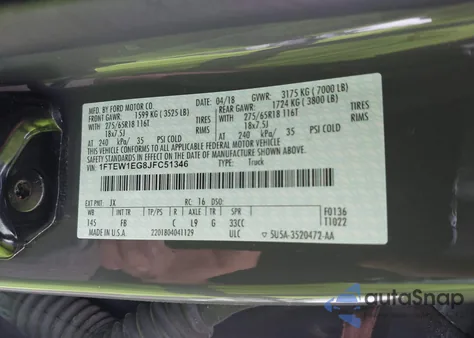 MFD. BY FORD MOTOR CO. 04/18 GVWR: 3175 KG (7000 LB)
FRONT GAWR: 1599 KG (3525 LB) REAR GAWR: 1724 KG (3800 LB)
WITH 275/65R18 116T TIRES WITH 275/65R18 116T TIRES
18x7.5J RIMS 18x7.5J RIMS
AT 240 kPa/ 35 PSI COLD AT 240 kPa/ 35 PSI COLD
THIS VEHICLE CONFORMS TO ALL APPLICABLE FEDERAL MOTOR VEHICLE
SAFETY STANDARDS IN EFFECT ON THE DATE OF MANUFACTURE SHOWN ABOVE.
VIN: 1FTEW1EG8JFC51346 TYPE: Truck
EXT PNT: JX RC: 16 DSO: F0136
WB INT TR TP/PS R AXLE TR SPR T1022
145 FB C L9 G 33CC
MADE IN U.S.A 2201804041129 ULC 5U5A-3520472-AA
autoSnap